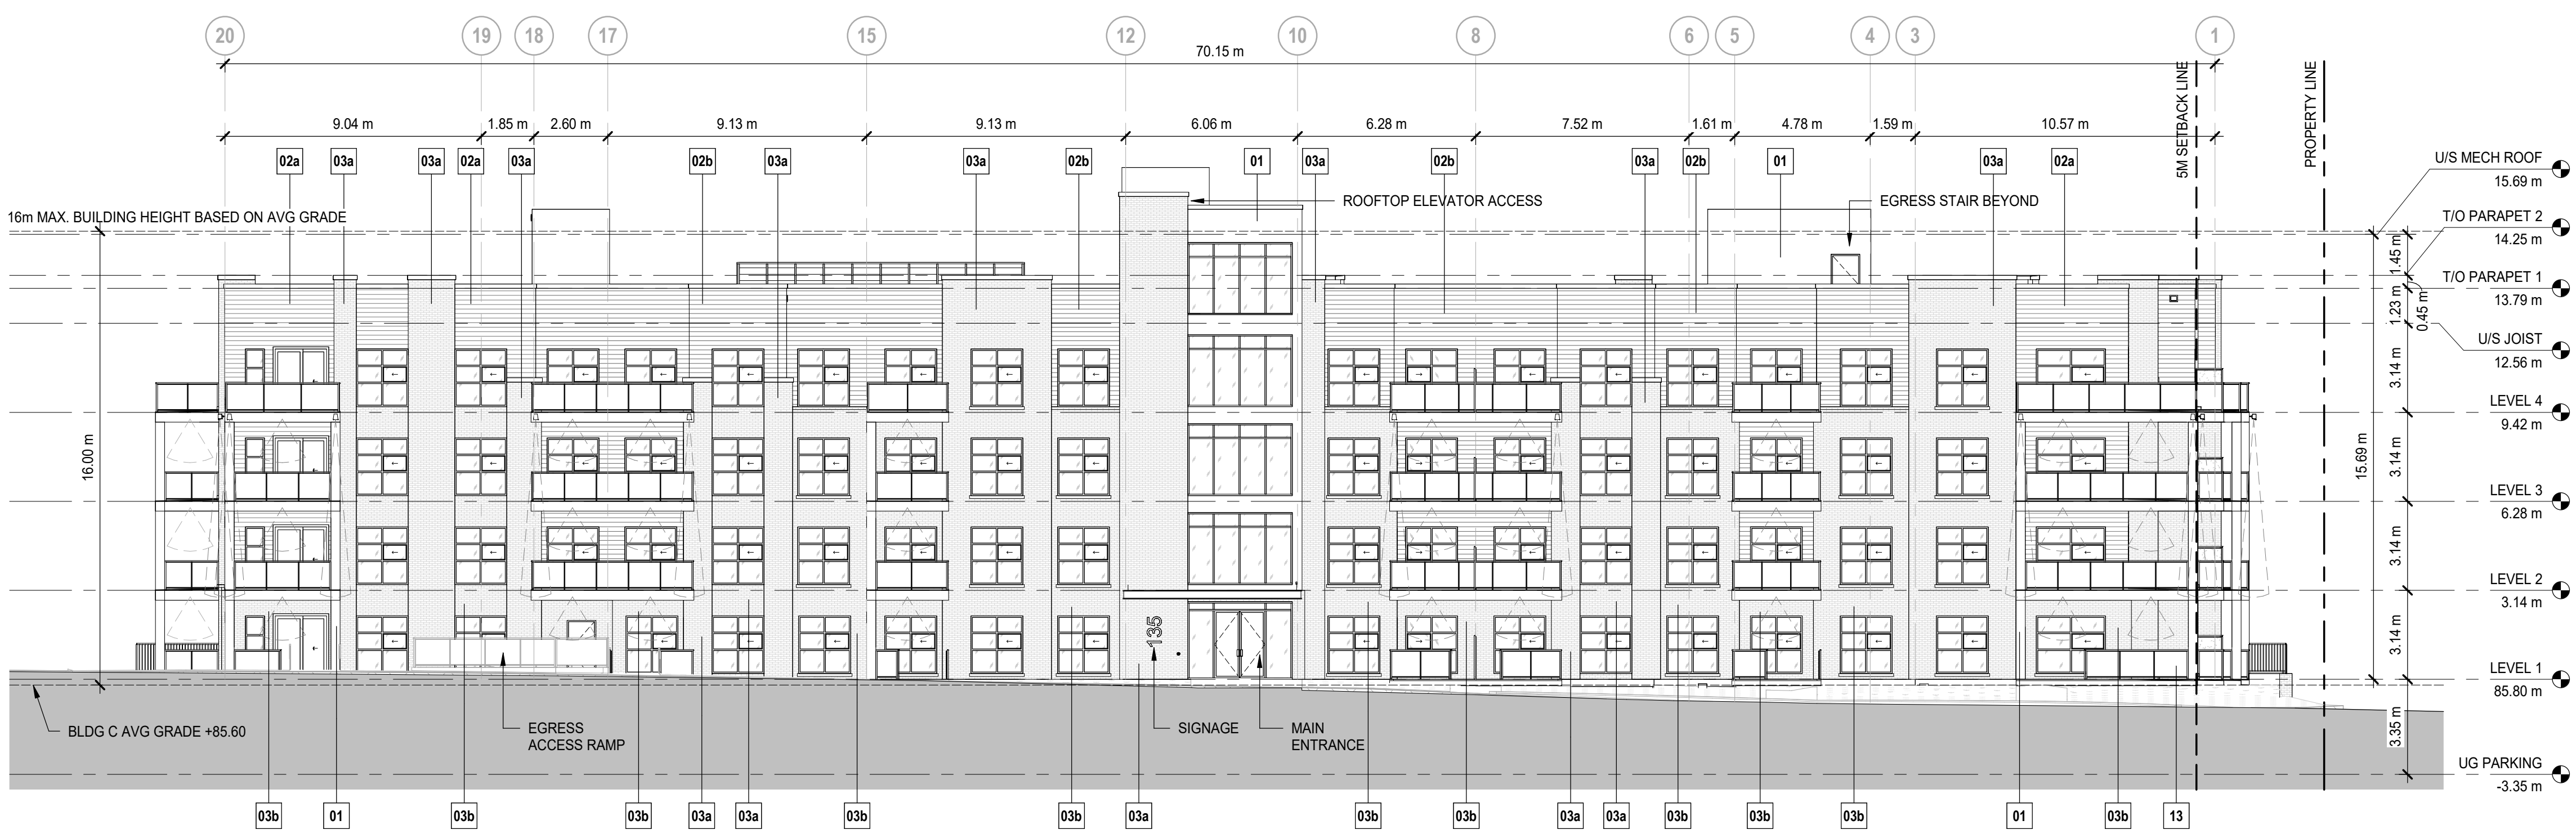 20 19 18 17 15 12 10 8 6 5 4 3 1
70.15 m
9.04 m 1.85 m 2.60 m 9.13 m 9.13 m 6.06 m 6.28 m 7.52 m 1.61 m 4.78 m 1.59 m 10.57 m
5M SETBACK LINE
PROPERTY LINE
02a 03a 03a 02a 03a 02b 03a 03a 02b 01 03a 02b 03a 02b 01 03a 02a
U/S MECH ROOF
15.69 m
ROOFTOP ELEVATOR ACCESS
EGRESS STAIR BEYOND
16m MAX. BUILDING HEIGHT BASED ON AVG GRADE
T/O PARAPET 2
14.25 m
1.45 m
T/O PARAPET 1
13.79 m
1.23 m
0.45 m
U/S JOIST
12.56 m
3.14 m
LEVEL 4
9.42 m
16.00 m
15.69 m
3.14 m
LEVEL 3
6.28 m
3.14 m
LEVEL 2
3.14 m
135
3.14 m
LEVEL 1
85.80 m
BLDG C AVG GRADE +85.60
EGRESS
ACCESS RAMP
SIGNAGE
MAIN
ENTRANCE
3.35 m
UG PARKING
-3.35 m
03b 01 03b 03b 03a 03a 03b 03b 03a 03b 03b 03a 03a 03b 03b 03b 01 03b 13